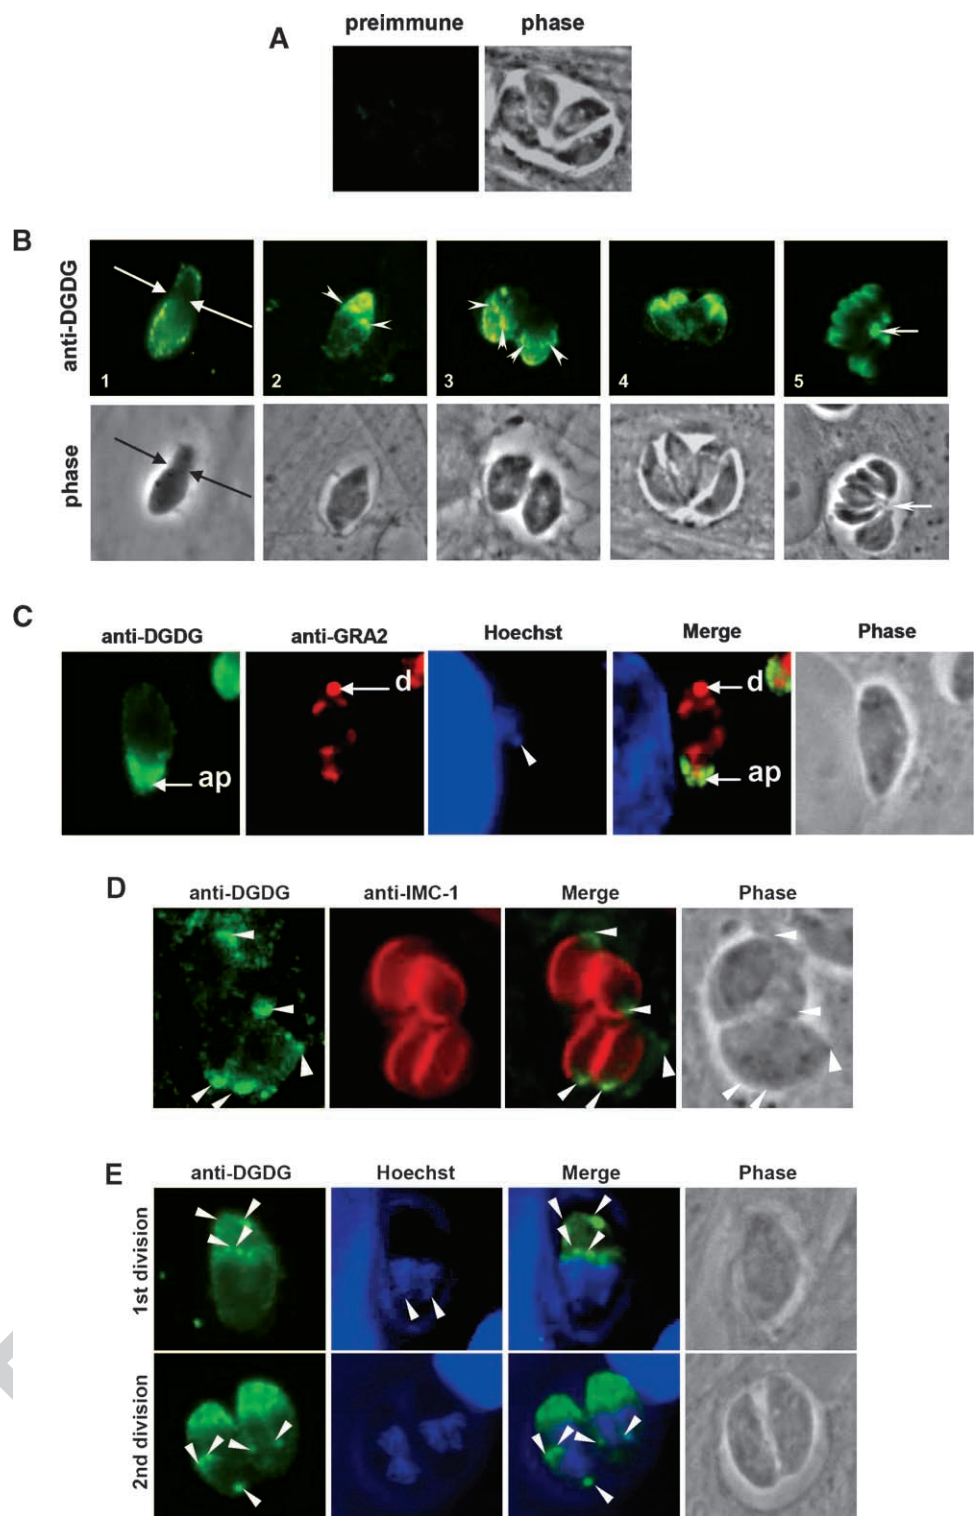 A
preimmune phase
B
anti-DGDG
1 2 3 4 5
phase
C
anti-DGDG anti-GRA2 Hoechst Merge Phase
d d
ap ap
D
anti-DGDG anti-IMC-1 Merge Phase
E
anti-DGDG Hoechst Merge Phase
1st division
2nd division